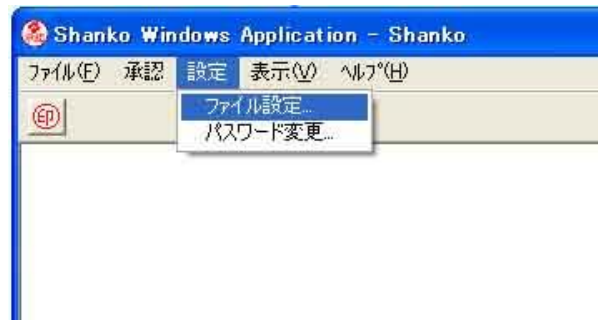 Shanko Windows Application - Shanko
ﾌｧｲﾙ(F) 承認 設定 表示(V) ﾍﾙﾌﾟ(H)
印
ファイル設定...
パスワード変更...